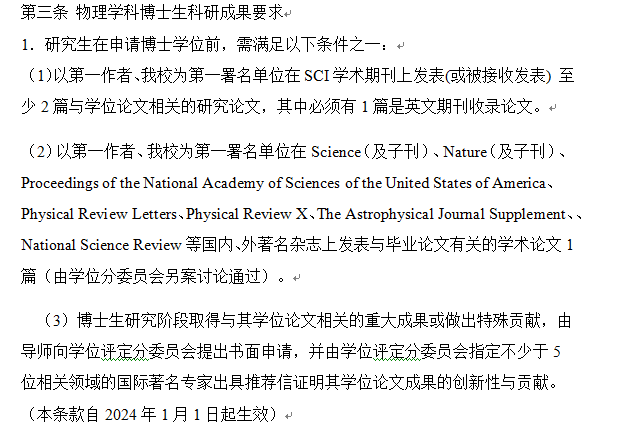 第三条 物理学科博士生科研成果要求
1．研究生在申请博士学位前，需满足以下条件之一：
（1）以第一作者、我校为第一署名单位在SCI学术期刊上发表(或被接收发表) 至
少2篇与学位论文相关的研究论文，其中必须有1篇是英文期刊收录论文。
（2）以第一作者、我校为第一署名单位在 Science（及子刊）、Nature（及子刊）、
Proceedings of the National Academy of Sciences of the United States of America、
Physical Review Letters、Physical Review X、The Astrophysical Journal Supplement、、
National Science Review 等国内、外著名杂志上发表与毕业论文有关的学术论文1
篇（由学位分委员会另案讨论通过）。
（3）博士生研究阶段取得与其学位论文相关的重大成果或做出特殊贡献，由
导师向学位评定分委员会提出书面申请，并由学位评定分委员会指定不少于5
位相关领域的国际著名专家出具推荐信证明其学位论文成果的创新性与贡献。
（本条款自2024年1月1日起生效）